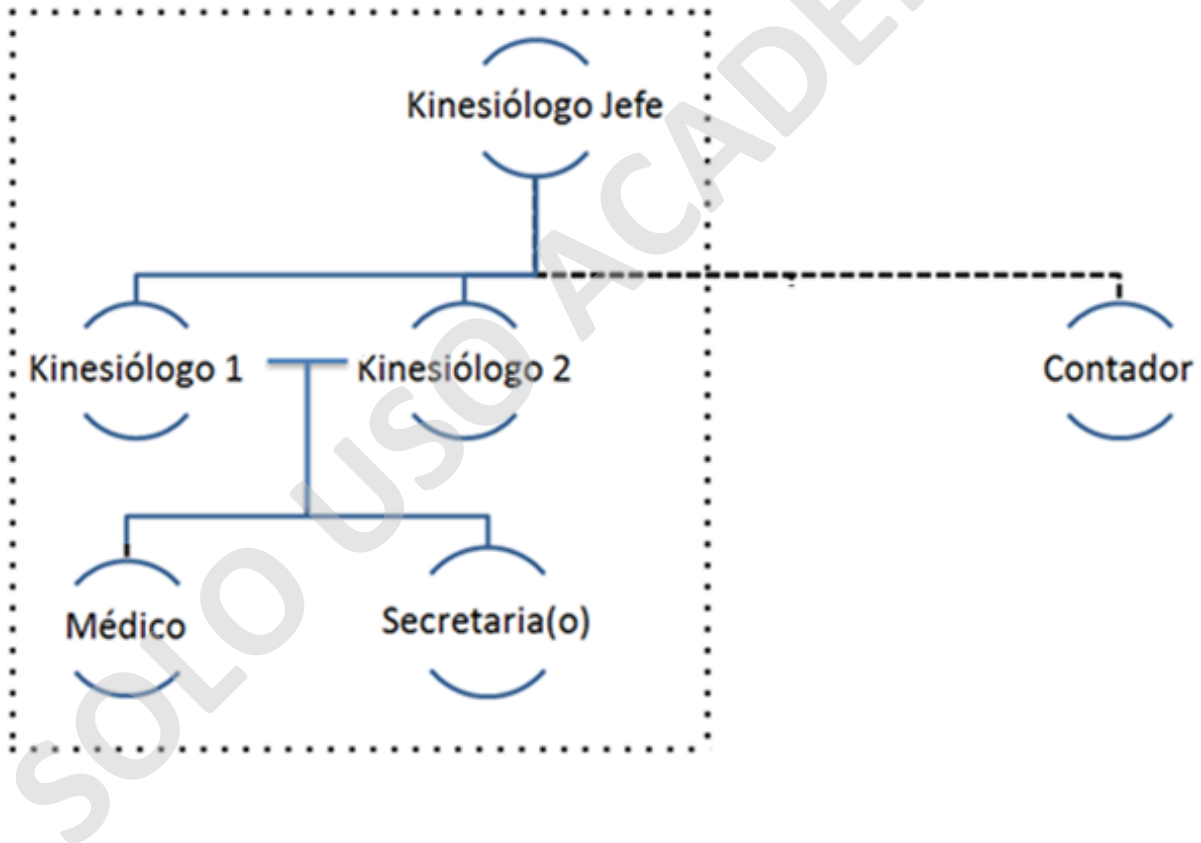 Kinesiólogo Jefe
Kinesiólogo 1
Kinesiólogo 2
Contador
Médico
Secretaria(o)
SOLO USO ACADE